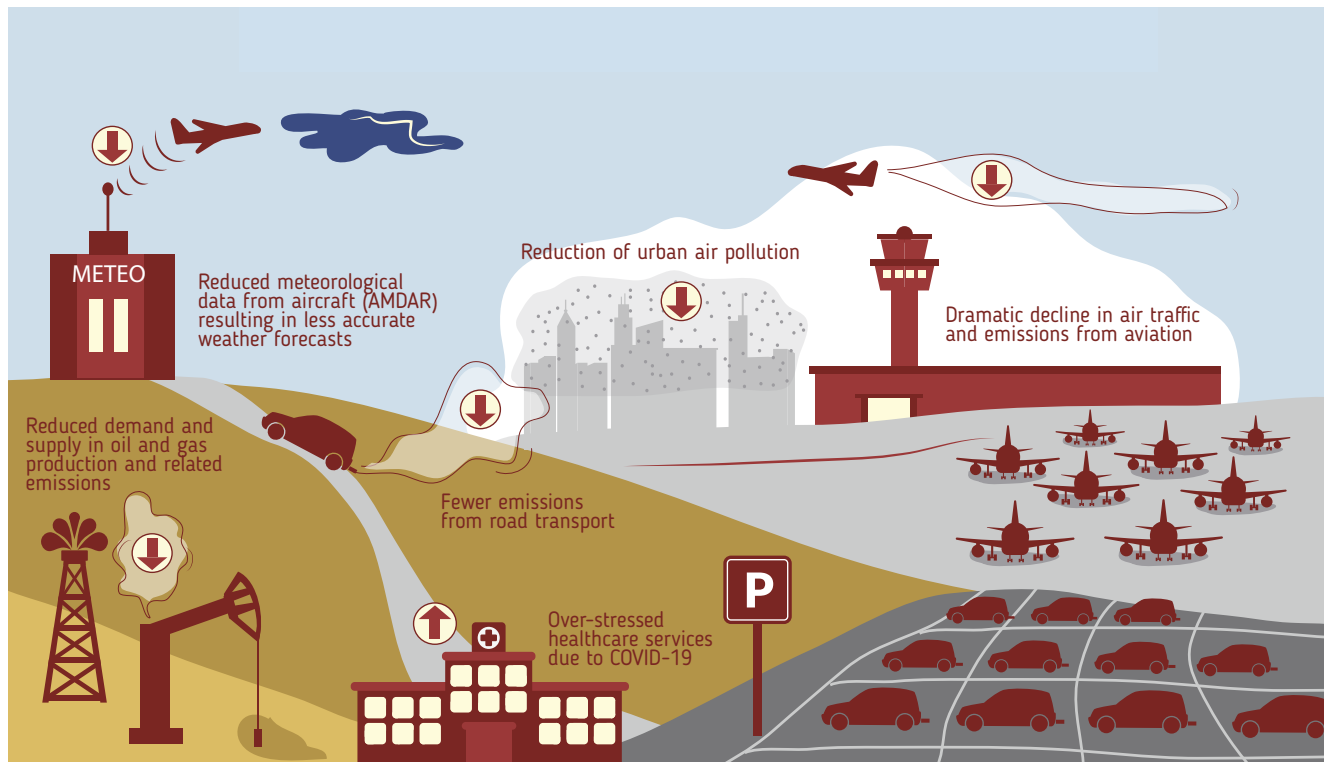 METEO
Reduced meteorological
data from aircraft (AMDAR)
resulting in less accurate
weather forecasts
Reduction of urban air pollution
Dramatic decline in air traffic
and emissions from aviation
Reduced demand and
supply in oil and gas
production and related
emissions
Fewer emissions
from road transport
Over-stressed
healthcare services
due to COVID-19
P